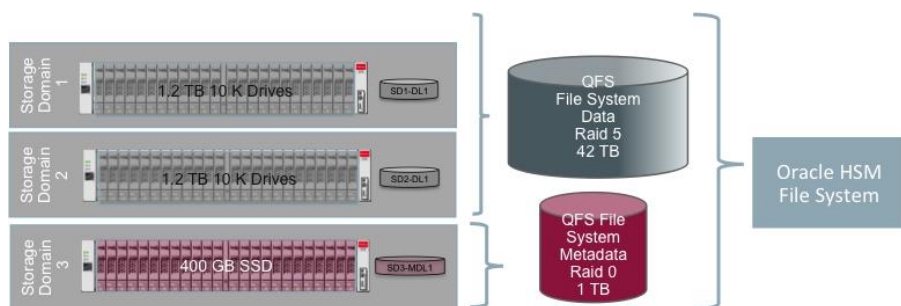 Storage
Domain
1
1.2 TB 10 K Drives
SD1-DL1
Storage
Domain
2
1.2 TB 10 K Drives
SD2-DL1
Storage
Domain
3
400 GB SSD
SD3-MDL1
QFS
File System
Data
Raid 5
42 TB
QFS File
System
Metadata
Raid 0
1 TB
Oracle HSM
File System